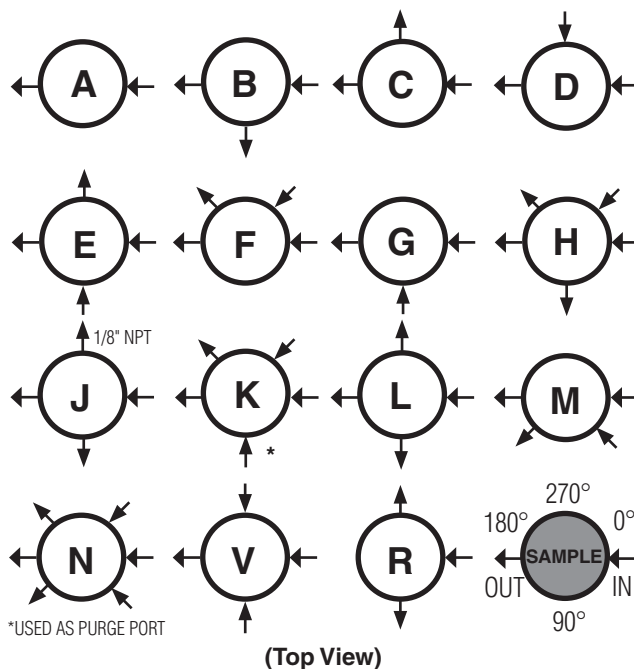 A B C D
E F G H
1/8" NPT
J K L M
*
270°
180° 0°
N V R SAMPLE
OUT IN
*USED AS PURGE PORT 90°
(Top View)